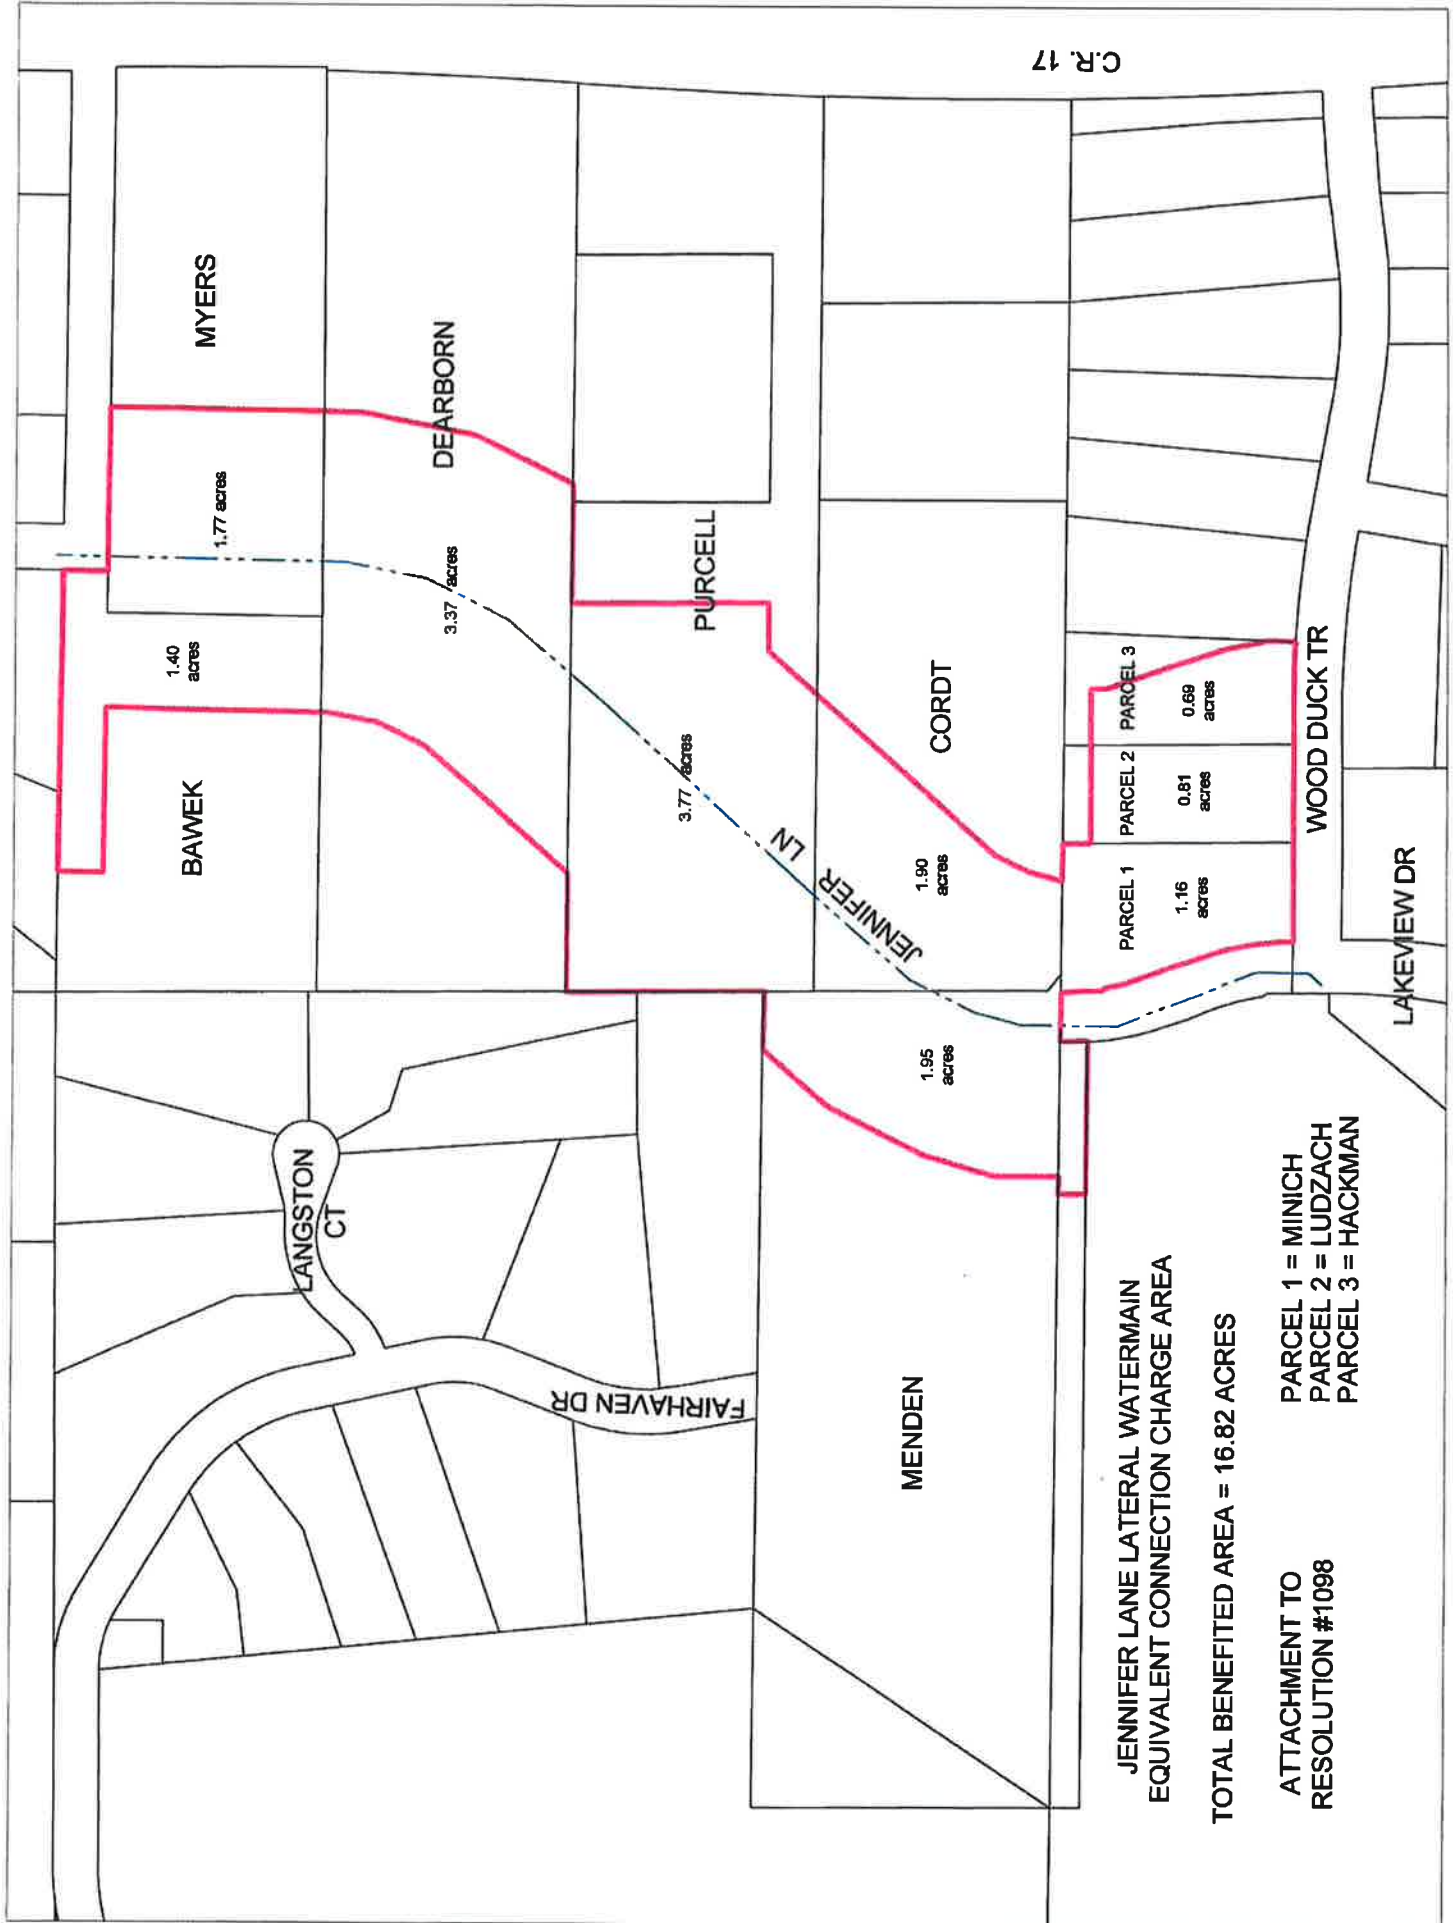 C.R. 17
MYERS
DEARBORN
1.77 acres
3.37 acres
PURCELL
1.40
acres
BAWEK
3.77 acres
CORDT
JENNIFER LN
1.90
acres
PARCEL 3
0.69
acres
PARCEL 2
0.81
acres
PARCEL 1
1.16
acres
WOOD DUCK TR
LAKEVIEW DR
1.95
acres
LANGSTON
CT
FAIRHAVEN DR
MENDEN
JENNIFER LANE LATERAL WATERMAIN
EQUIVALENT CONNECTION CHARGE AREA
TOTAL BENEFITED AREA = 16.82 ACRES
PARCEL 1 = MINICH
PARCEL 2 = LUDZACH
PARCEL 3 = HACKMAN
ATTACHMENT TO
RESOLUTION #1098